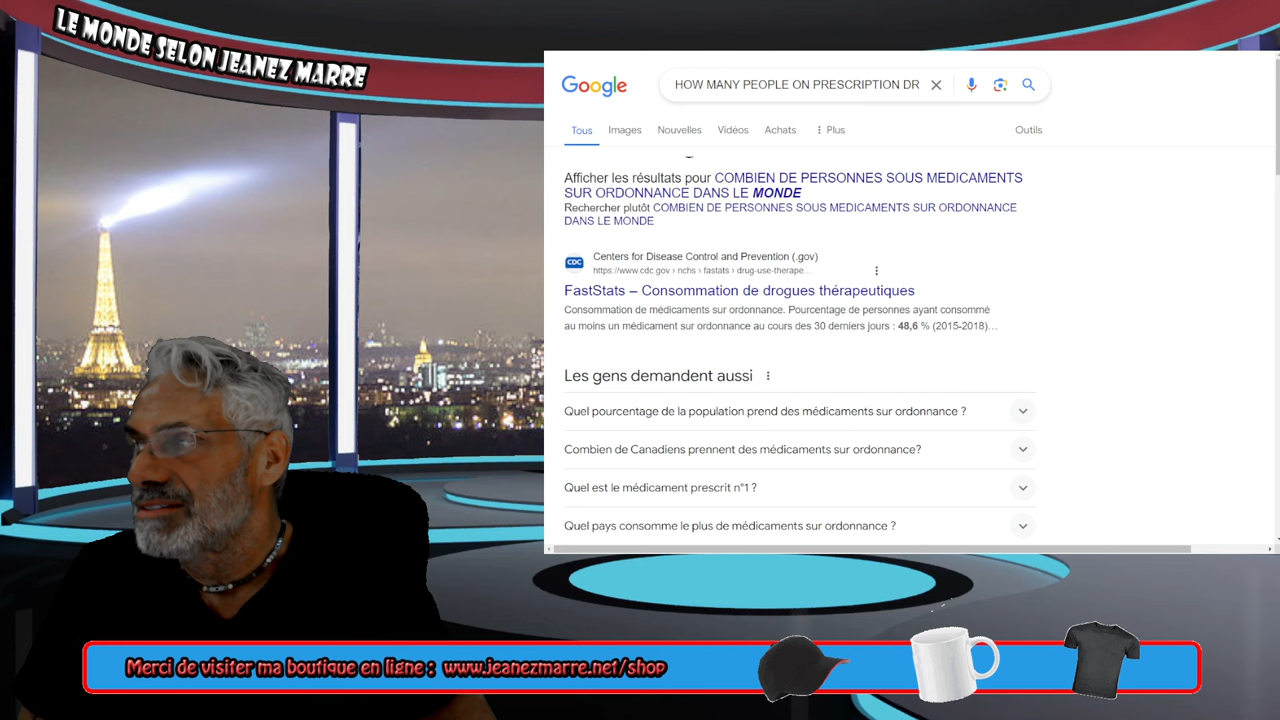 LE MONDE SELON JEANEZ MARRE
Google
HOW MANY PEOPLE ON PRESCRIPTION DR
Tous Images Nouvelles Vidéos Achats Plus Outils
Afficher les résultats pour COMBIEN DE PERSONNES SOUS MEDICAMENTS
SUR ORDONNANCE DANS LE MONDE
Rechercher plutôt COMBIEN DE PERSONNES SOUS MEDICAMENTS SUR ORDONNANCE
DANS LE MONDE
CDC
Centers for Disease Control and Prevention (.gov)
https://www.cdc.gov › nchs › fastats › drug-use-therape...
FastStats – Consommation de drogues thérapeutiques
Consommation de médicaments sur ordonnance. Pourcentage de personnes ayant consommé
au moins un médicament sur ordonnance au cours des 30 derniers jours : 48,6 % (2015-2018)...
Les gens demandent aussi
Quel pourcentage de la population prend des médicaments sur ordonnance ?
Combien de Canadiens prennent des médicaments sur ordonnance?
Quel est le médicament prescrit n°1 ?
Quel pays consomme le plus de médicaments sur ordonnance ?
Merci de visiter ma boutique en ligne : www.jeanezmarre.net/shop